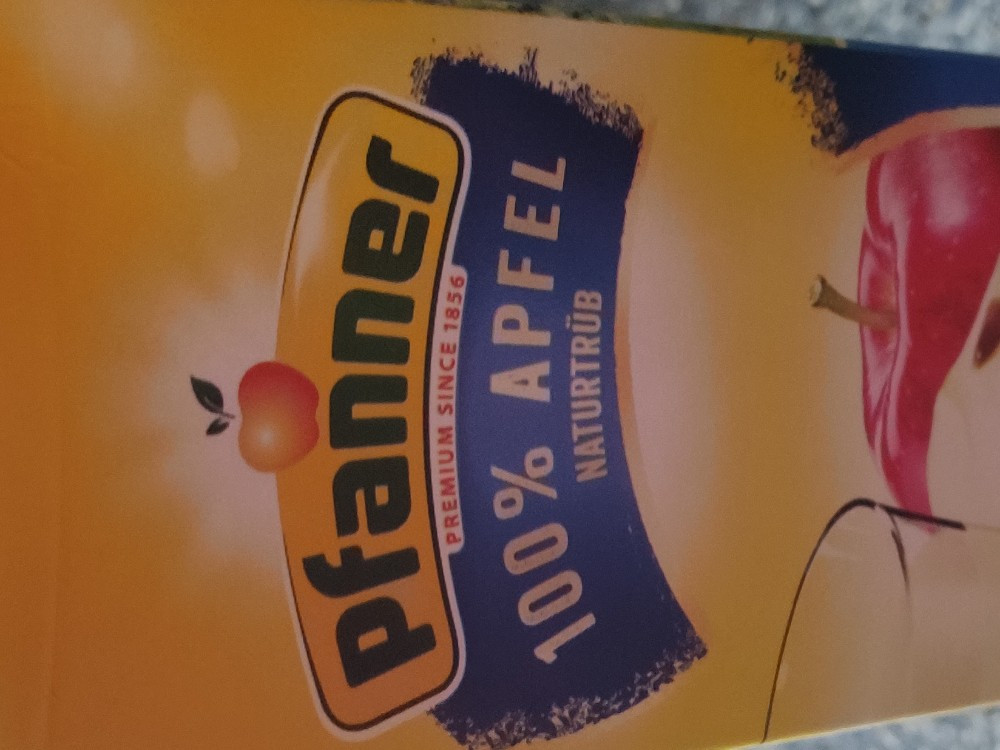 Pfanner
PREMIUM SINCE 1856
100% APFEL
NATURTRÜB